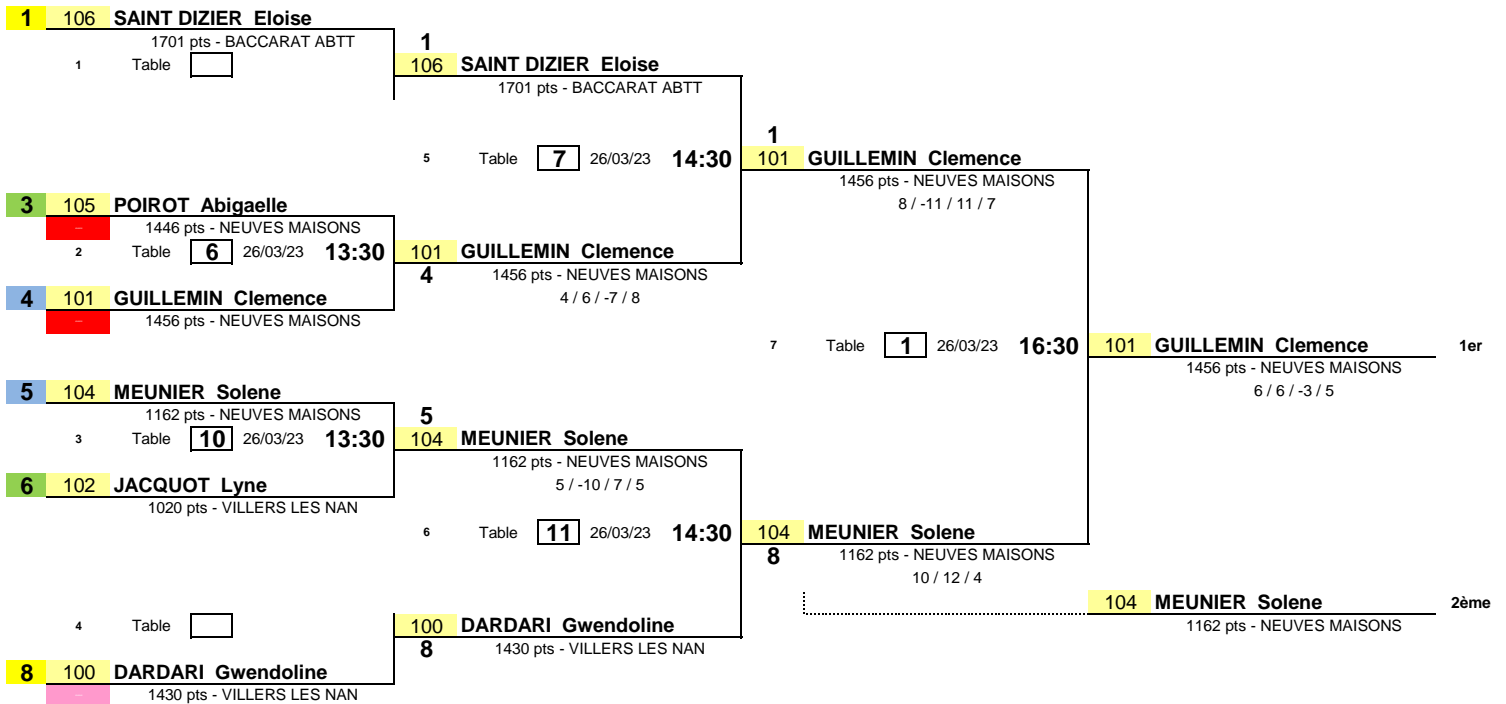 1 106 SAINT DIZIER Eloise
1701 pts - BACCARAT ABTT
1
1 Table
106 SAINT DIZIER Eloise
1701 pts - BACCARAT ABTT
1
5 Table 7 26/03/23 14:30
101 GUILLEMIN Clemence
1456 pts - NEUVES MAISONS
8 / -11 / 11 / 7
3 105 POIROT Abigaelle
– 1446 pts - NEUVES MAISONS
2 Table 6 26/03/23 13:30
101 GUILLEMIN Clemence
4 1456 pts - NEUVES MAISONS
4 / 6 / -7 / 8
4 101 GUILLEMIN Clemence
– 1456 pts - NEUVES MAISONS
7 Table 1 26/03/23 16:30
101 GUILLEMIN Clemence 1er
1456 pts - NEUVES MAISONS
6 / 6 / -3 / 5
5 104 MEUNIER Solene
1162 pts - NEUVES MAISONS
5
3 Table 10 26/03/23 13:30
104 MEUNIER Solene
1162 pts - NEUVES MAISONS
5 / -10 / 7 / 5
6 102 JACQUOT Lyne
1020 pts - VILLERS LES NAN
6 Table 11 26/03/23 14:30
104 MEUNIER Solene
8 1162 pts - NEUVES MAISONS
10 / 12 / 4
104 MEUNIER Solene 2ème
1162 pts - NEUVES MAISONS
4 Table
100 DARDARI Gwendoline
8 1430 pts - VILLERS LES NAN
8 100 DARDARI Gwendoline
– 1430 pts - VILLERS LES NAN